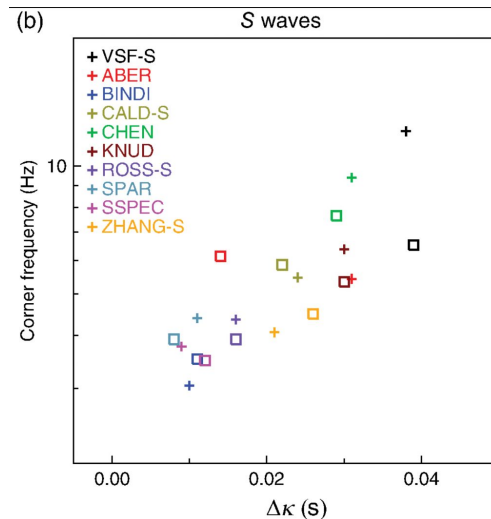 (b)
S waves
VSF-S
ABER
BINDI
CALD-S
CHEN
KNUD
ROSS-S
SPAR
SSPEC
ZHANG-S
10
Corner frequency (Hz)
0.00 0.02 0.04
Δκ (s)